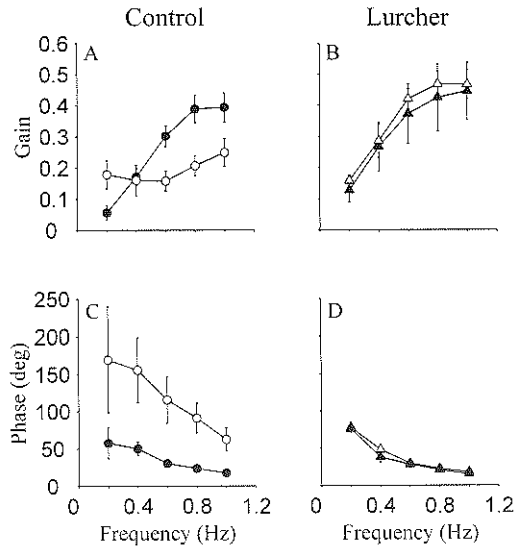 Control
Lurcher
A
B
0.6
0.5
0.4
0.3
0.2
0.1
0
Gain
C
D
250
200
150
100
50
0
Phase (deg)
0 0.4 0.8 1.2
0 0.4 0.8 1.2
Frequency (Hz)
Frequency (Hz)